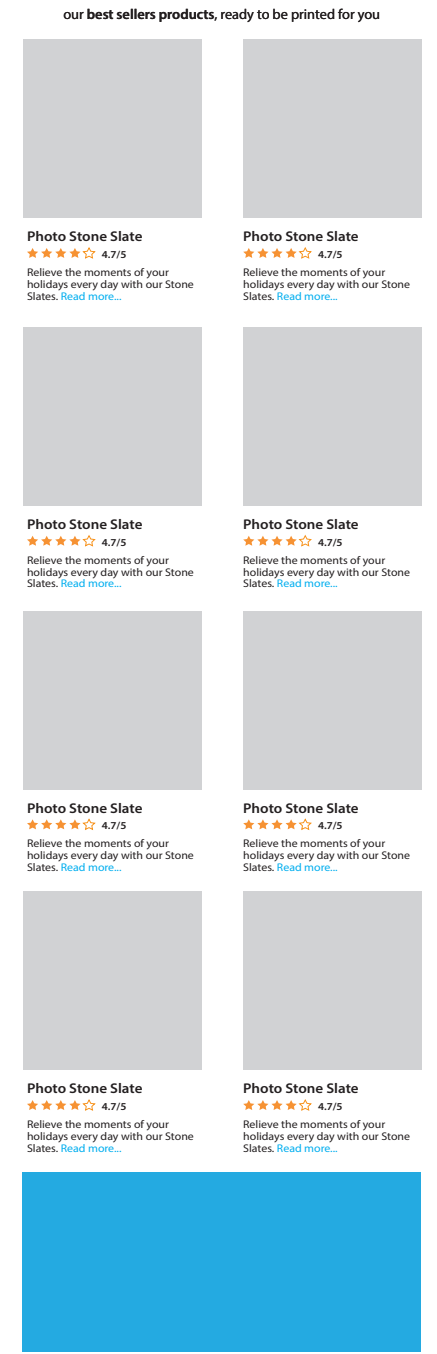 our best sellers products, ready to be printed for you
Photo Stone Slate
4.7/5
Relieve the moments of your
holidays every day with our Stone
Slates. Read more...
Photo Stone Slate
4.7/5
Relieve the moments of your
holidays every day with our Stone
Slates. Read more...
Photo Stone Slate
4.7/5
Relieve the moments of your
holidays every day with our Stone
Slates. Read more...
Photo Stone Slate
4.7/5
Relieve the moments of your
holidays every day with our Stone
Slates. Read more...
Photo Stone Slate
4.7/5
Relieve the moments of your
holidays every day with our Stone
Slates. Read more...
Photo Stone Slate
4.7/5
Relieve the moments of your
holidays every day with our Stone
Slates. Read more...
Photo Stone Slate
4.7/5
Relieve the moments of your
holidays every day with our Stone
Slates. Read more...
Photo Stone Slate
4.7/5
Relieve the moments of your
holidays every day with our Stone
Slates. Read more...